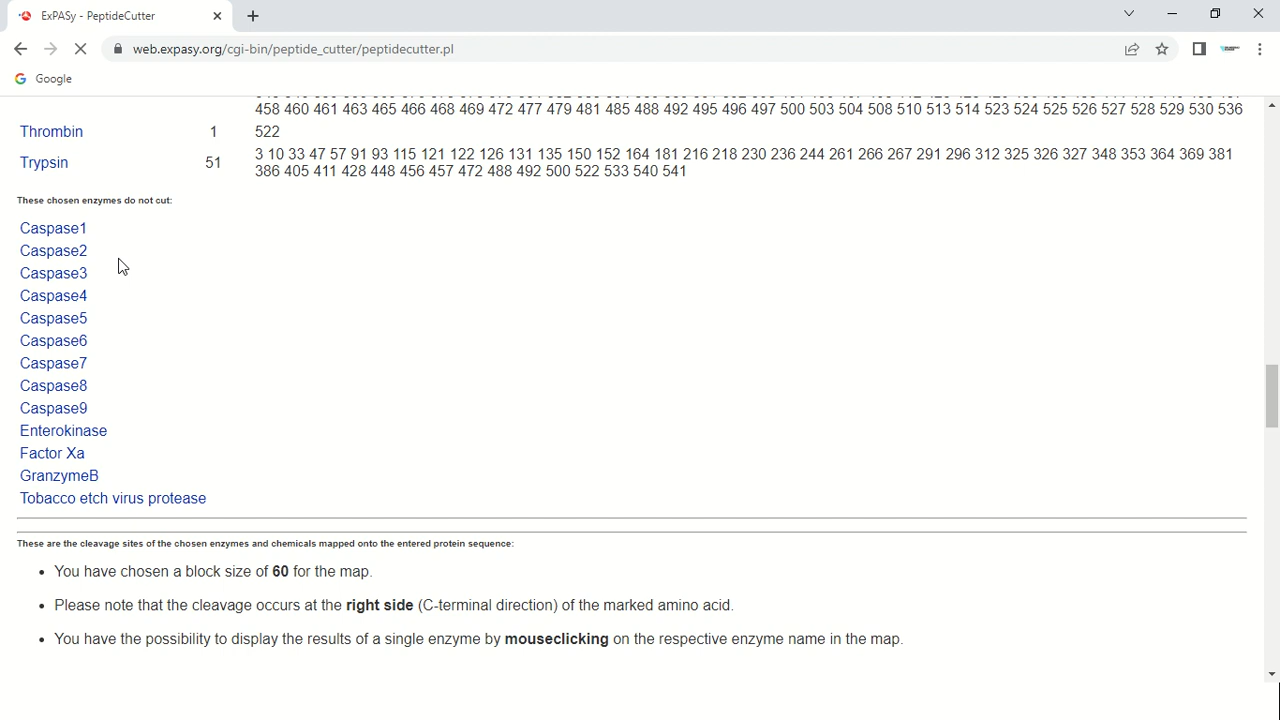 ExPASy - PeptideCutter
web.expasy.org/cgi-bin/peptide_cutter/peptidecutter.pl
Google
458 460 461 463 465 466 468 469 472 477 479 481 485 488 492 495 496 497 500 503 504 508 510 513 514 523 524 525 526 527 528 529 530 536
Thrombin 1 522
3 10 33 47 57 91 93 115 121 122 126 131 135 150 152 164 181 216 218 230 236 244 261 266 267 291 296 312 325 326 327 348 353 364 369 381
Trypsin 51
386 405 411 428 448 456 457 472 488 492 500 522 533 540 541
These chosen enzymes do not cut:
Caspase1
Caspase2
Caspase3
Caspase4
Caspase5
Caspase6
Caspase7
Caspase8
Caspase9
Enterokinase
Factor Xa
GranzymeB
Tobacco etch virus protease
These are the cleavage sites of the chosen enzymes and chemicals mapped onto the entered protein sequence:
• You have chosen a block size of 60 for the map.
• Please note that the cleavage occurs at the right side (C-terminal direction) of the marked amino acid.
• You have the possibility to display the results of a single enzyme by mouseclicking on the respective enzyme name in the map.